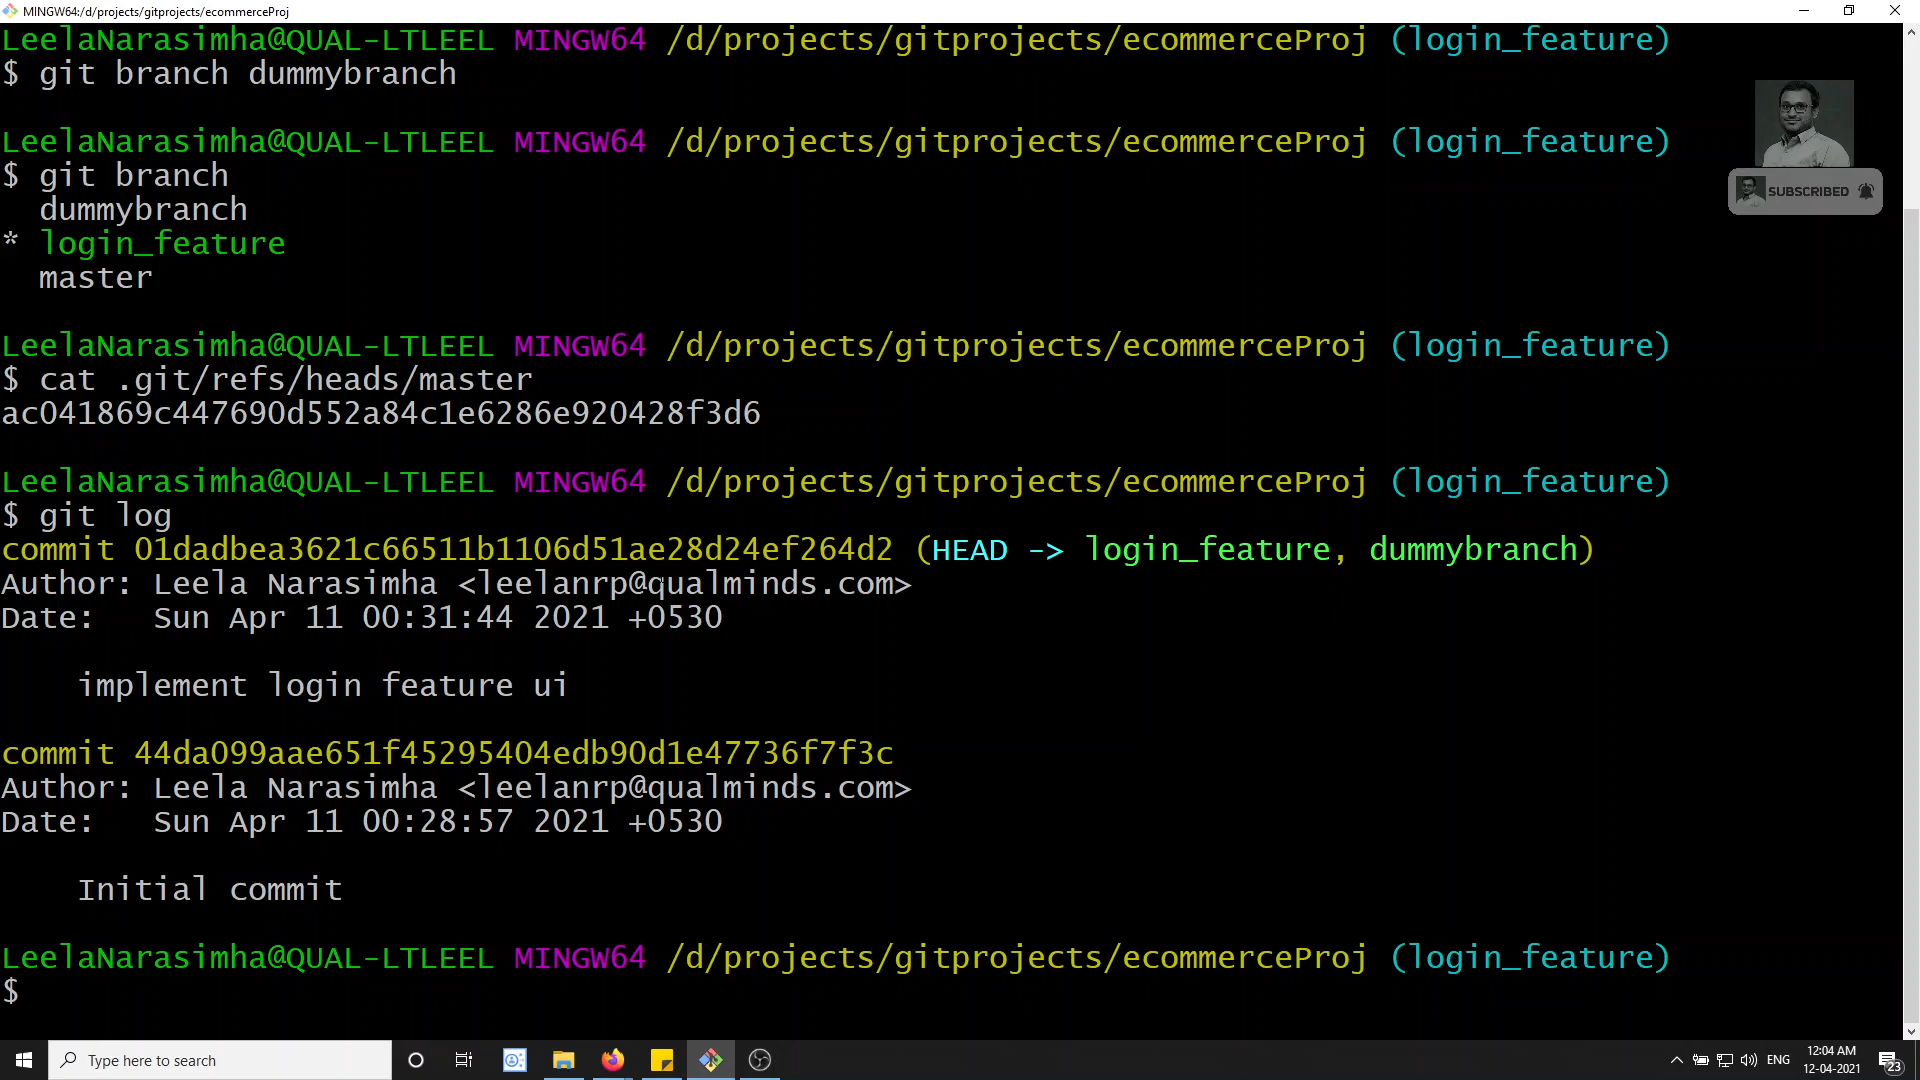 MINGW64:/d/projects/gitprojects/ecommerceProj
LeelaNarasimha@QUAL-LTLEEL MINGW64 /d/projects/gitprojects/ecommerceProj (login_feature)
$ git branch dummybranch
LeelaNarasimha@QUAL-LTLEEL MINGW64 /d/projects/gitprojects/ecommerceProj (login_feature)
$ git branch
dummybranch
* login_feature
master
SUBSCRIBED
LeelaNarasimha@QUAL-LTLEEL MINGW64 /d/projects/gitprojects/ecommerceProj (login_feature)
$ cat .git/refs/heads/master
ac041869c447690d552a84c1e6286e920428f3d6
LeelaNarasimha@QUAL-LTLEEL MINGW64 /d/projects/gitprojects/ecommerceProj (login_feature)
$ git log
commit 01dadbea3621c66511b1106d51ae28d24ef264d2 (HEAD -> login_feature, dummybranch)
Author: Leela Narasimha <leelanrp@qualminds.com>
Date:   Sun Apr 11 00:31:44 2021 +0530
implement login feature ui
commit 44da099aae651f45295404edb90d1e47736f7f3c
Author: Leela Narasimha <leelanrp@qualminds.com>
Date:   Sun Apr 11 00:28:57 2021 +0530
Initial commit
LeelaNarasimha@QUAL-LTLEEL MINGW64 /d/projects/gitprojects/ecommerceProj (login_feature)
$
Type here to search
ENG
12:04 AM
12-04-2021
23